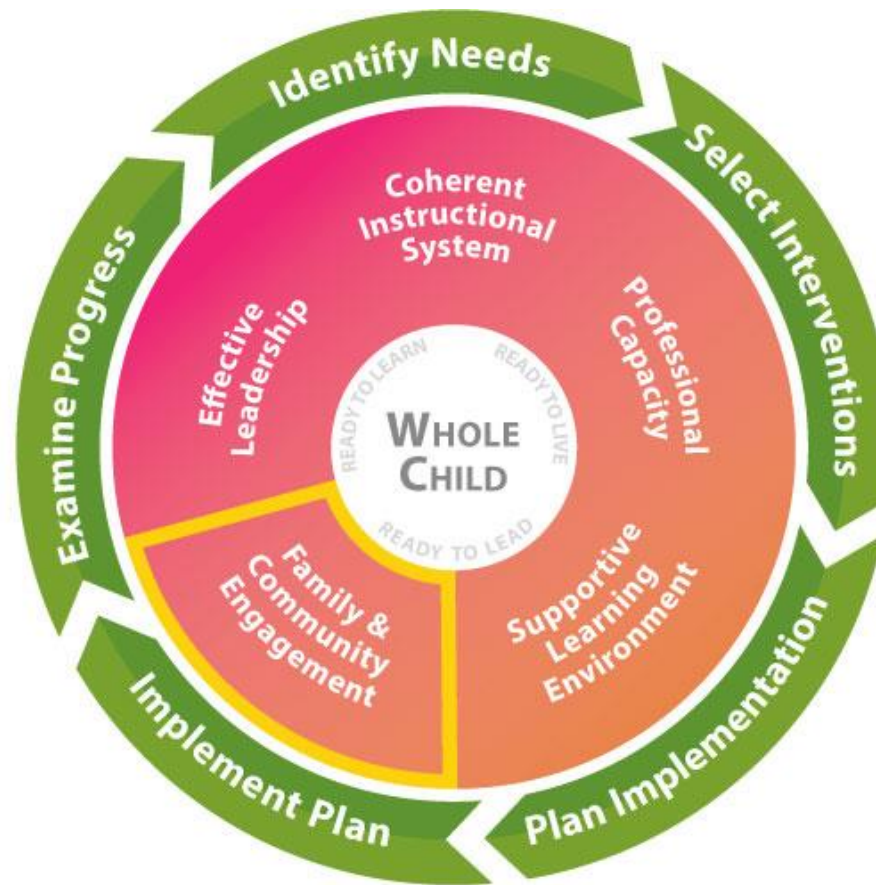 Identify Needs
Select Interventions
Plan Implementation
Implement Plan
Examine Progress
Coherent
Instructional
System
Professional
Capacity
Supportive
Learning
Environment
Family &
Community
Engagement
Effective
Leadership
READY TO LEARN
READY TO LIVE
READY TO LEAD
WHOLE
CHILD